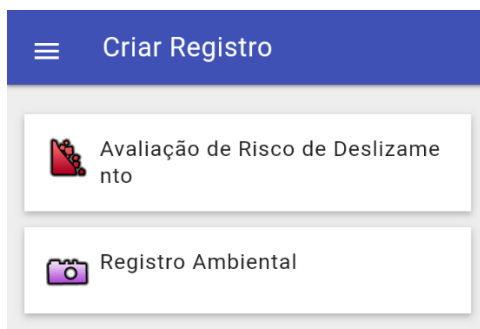 Criar Registro
Avaliação de Risco de Deslizame
nto
Registro Ambiental